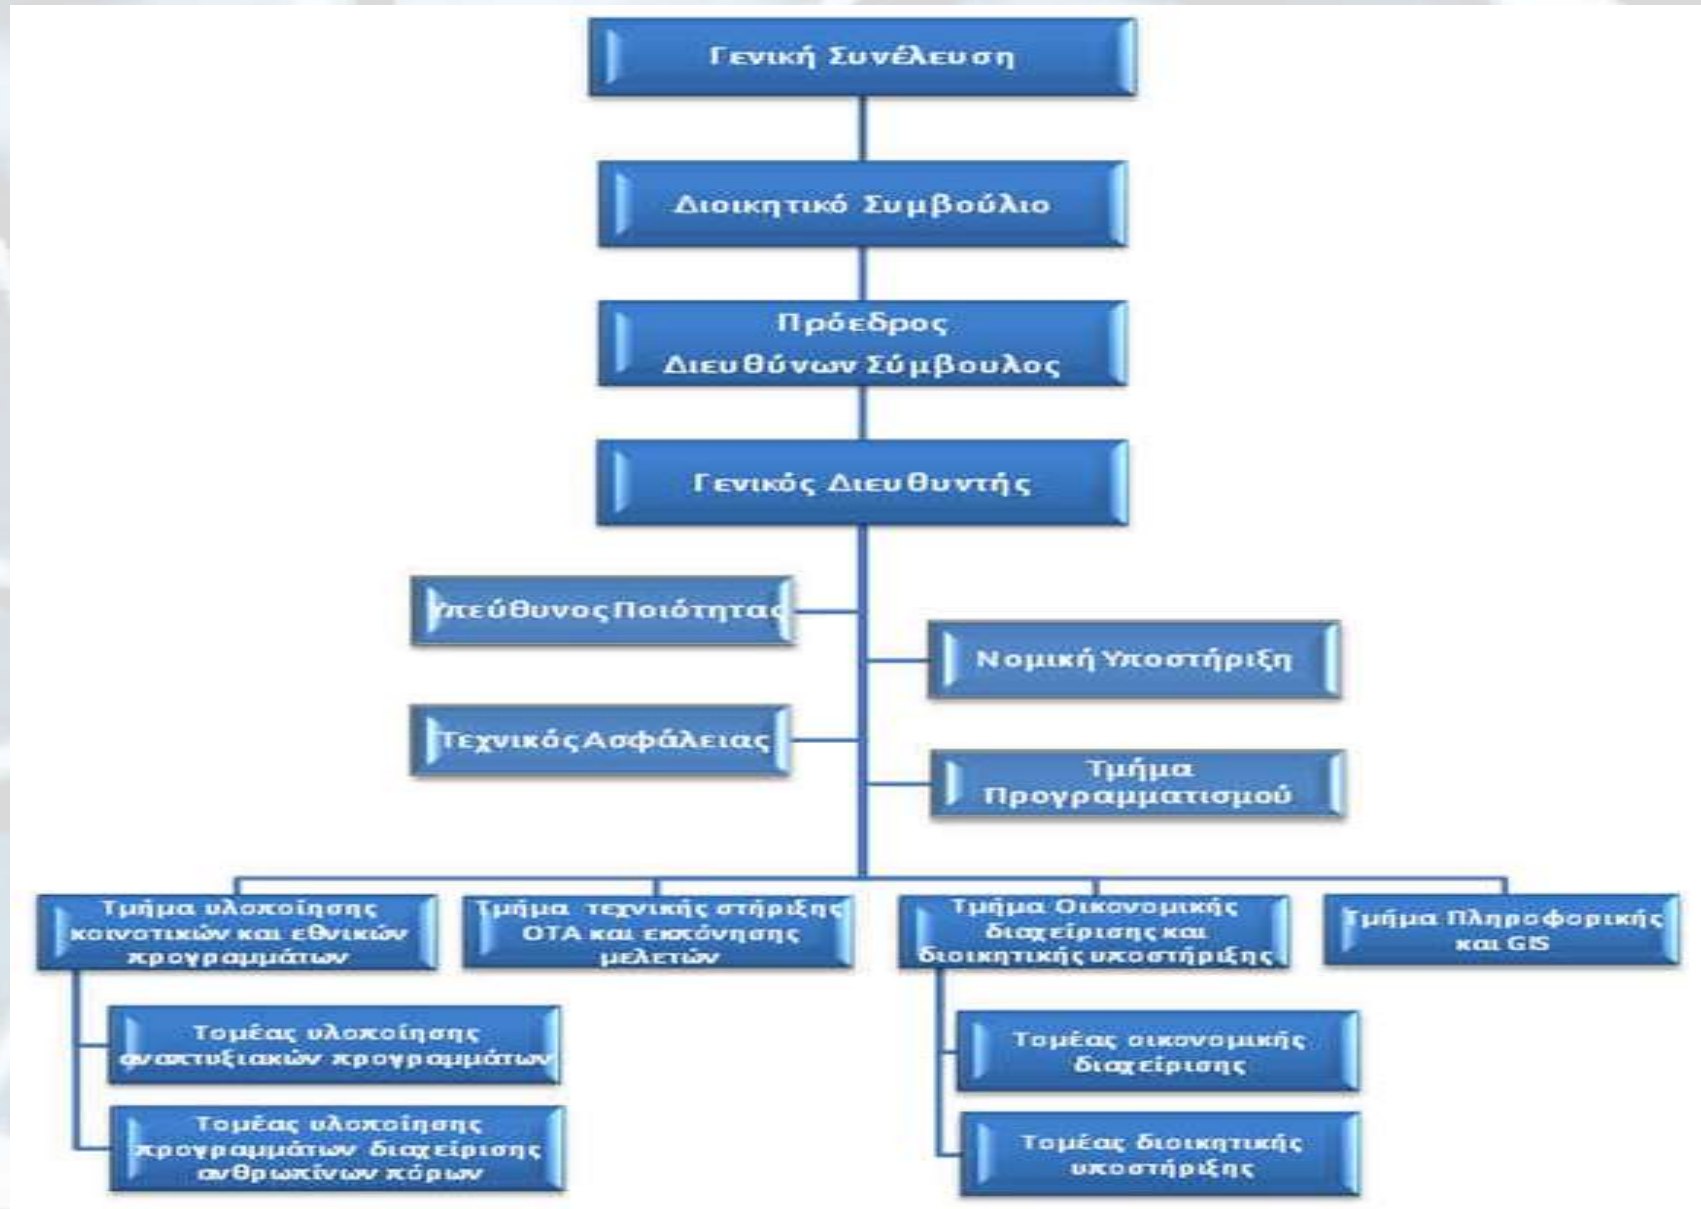 Γενική Συνέλευση
Διοικητικό Συμβούλιο
Πρόεδρος
Διευθύνων Σύμβουλος
Γενικός Διευθυντής
Υπεύθυνος Ποιότητας
Νομική Υποστήριξη
Τεχνικός Ασφάλειας
Τμήμα
Προγραμματισμού
Τμήμα υλοποίησης
κοινοτικών και εθνικών
προγραμμάτων
Τμήμα τεχνικής στήριξης
ΟΤΑ και εκπόνησης
μελετών
Τμήμα Οικονομικής
διαχείρισης και
διοικητικής υποστήριξης
Τμήμα Πληροφορικής
και GIS
Τομέας υλοποίησης
αναπτυξιακών προγραμμάτων
Τομέας υλοποίησης
προγραμμάτων διαχείρισης
ανθρωπίνων πόρων
Τομέας οικονομικής
διαχείρισης
Τομέας διοικητικής
υποστήριξης